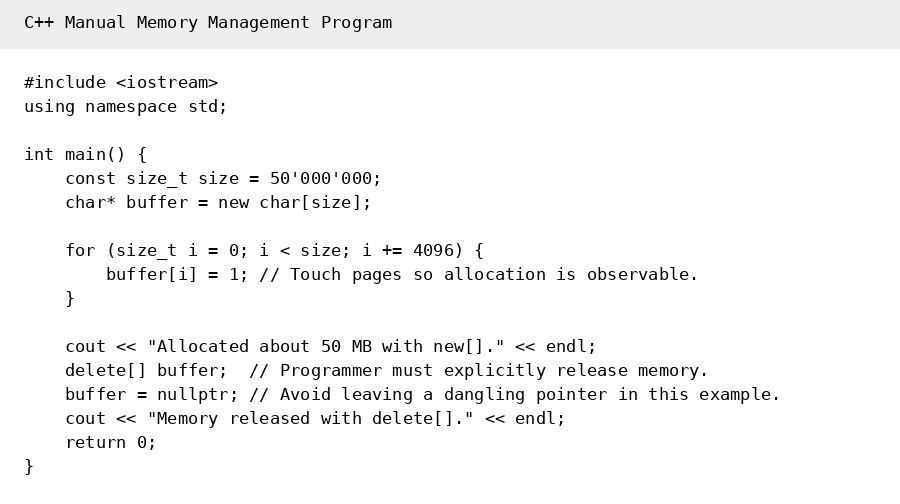 C++ Manual Memory Management Program
#include <iostream>
using namespace std;
int main() {
    const size_t size = 50'000'000;
    char* buffer = new char[size];
    for (size_t i = 0; i < size; i += 4096) {
        buffer[i] = 1; // Touch pages so allocation is observable.
    }
    cout << "Allocated about 50 MB with new[]." << endl;
    delete[] buffer;  // Programmer must explicitly release memory.
    buffer = nullptr; // Avoid leaving a dangling pointer in this example.
    cout << "Memory released with delete[]." << endl;
    return 0;
}